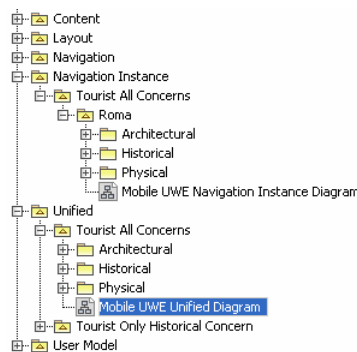 Content
Layout
Navigation
Navigation Instance
Tourist All Concerns
Roma
Architectural
Historical
Physical
Mobile UWE Navigation Instance Diagram
Unified
Tourist All Concerns
Architectural
Historical
Physical
Mobile UWE Unified Diagram
Tourist Only Historical Concern
User Model